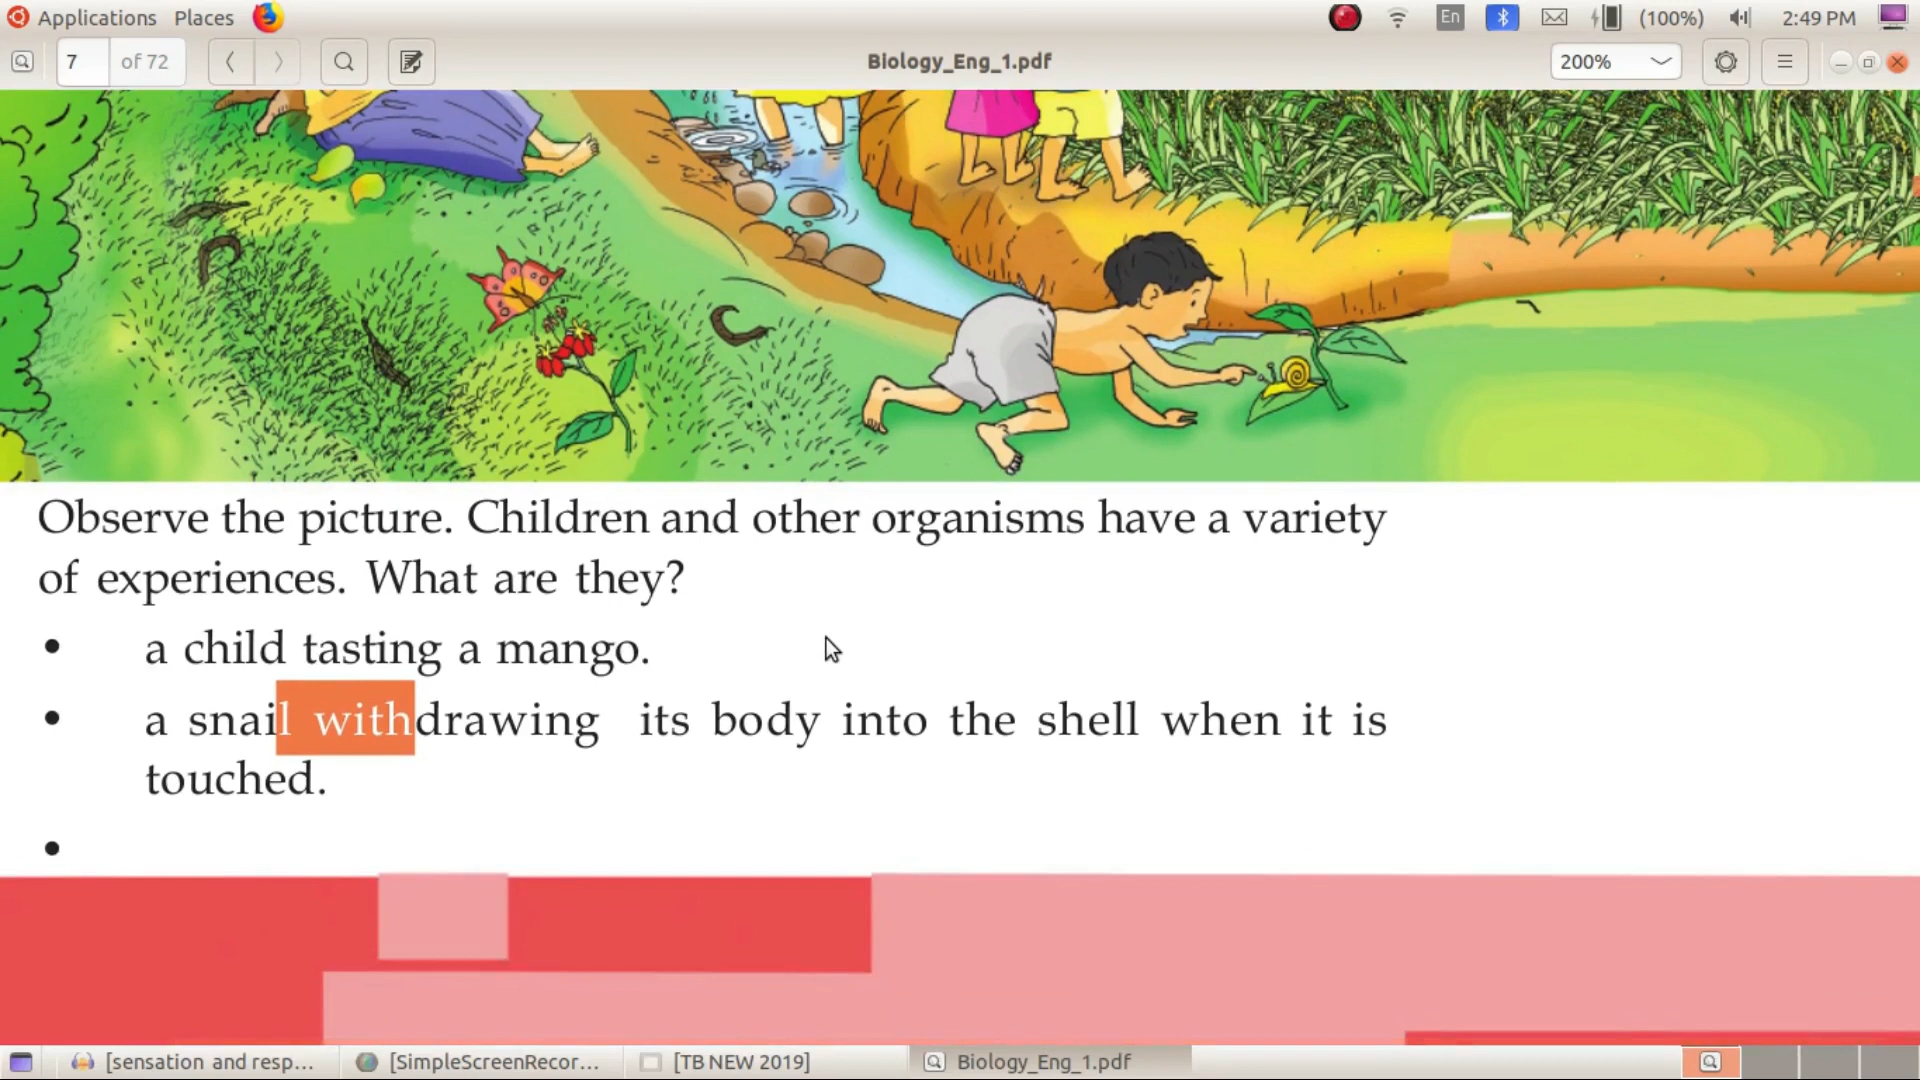 Applications Places En (100%) 2:49 PM
7 of 72 Biology_Eng_1.pdf 200%
Observe the picture. Children and other organisms have a variety
of experiences. What are they?
• a child tasting a mango.
• a snail withdrawing its body into the shell when it is
touched.
•
[sensation and resp... [SimpleScreenRecor... [TB NEW 2019] Biology_Eng_1.pdf